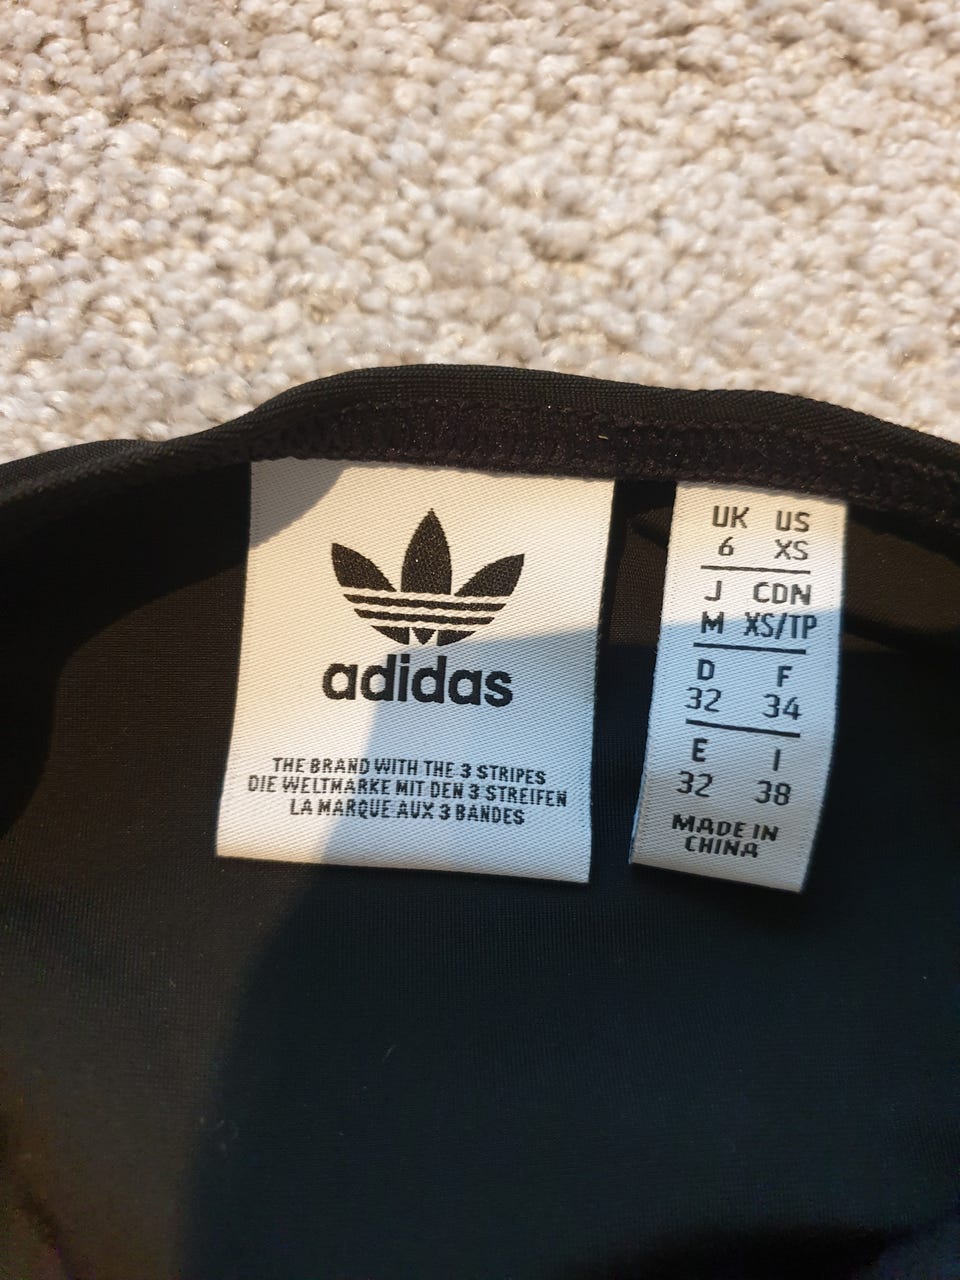 adidas
THE BRAND WITH THE 3 STRIPES
DIE WELTMARKE MIT DEN 3 STREIFEN
LA MARQUE AUX 3 BANDES
UK US
6 XS
J CDN
M XS/TP
D F
32 34
E I
32 38
MADE IN
CHINA